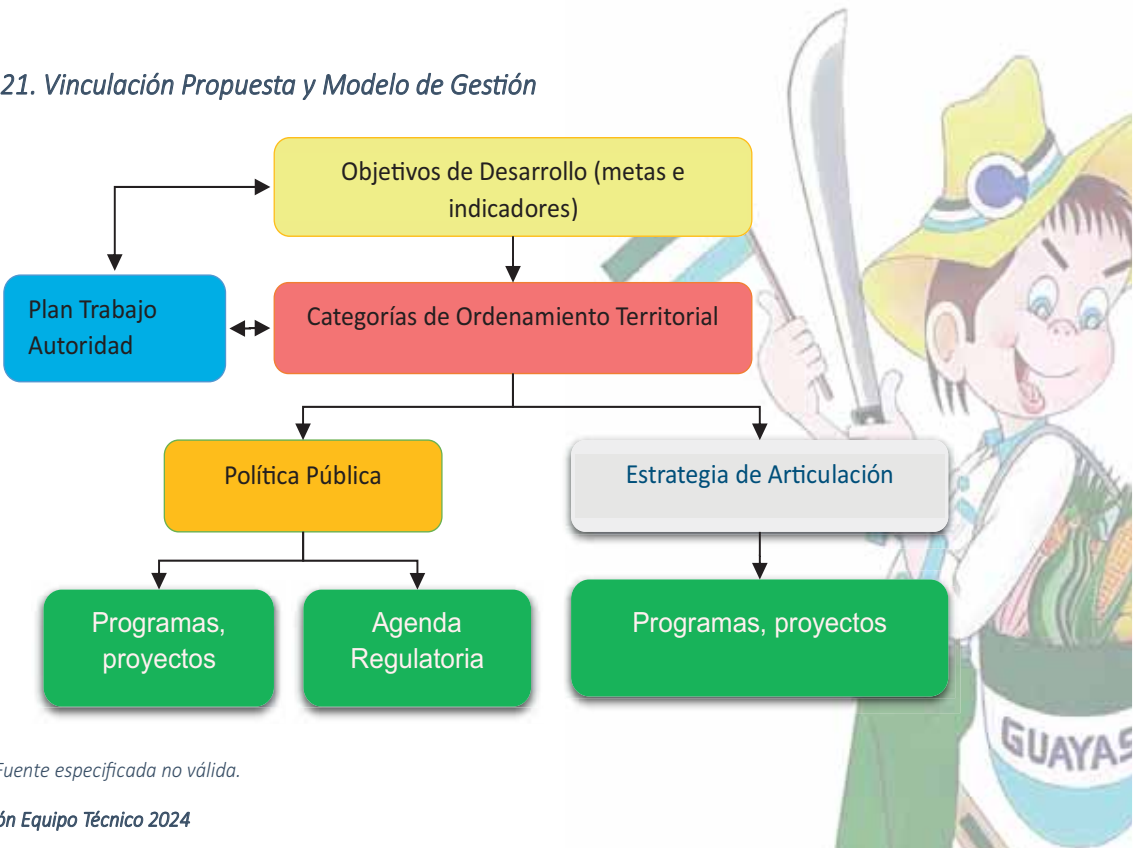 21. Vinculación Propuesta y Modelo de Gestión
Objetivos de Desarrollo (metas e
indicadores)
Plan Trabajo
Autoridad
Categorías de Ordenamiento Territorial
Política Pública
Estrategia de Articulación
Programas,
proyectos
Agenda
Regulatoria
Programas, proyectos
GUAYAS
Fuente especificada no válida.
ón Equipo Técnico 2024